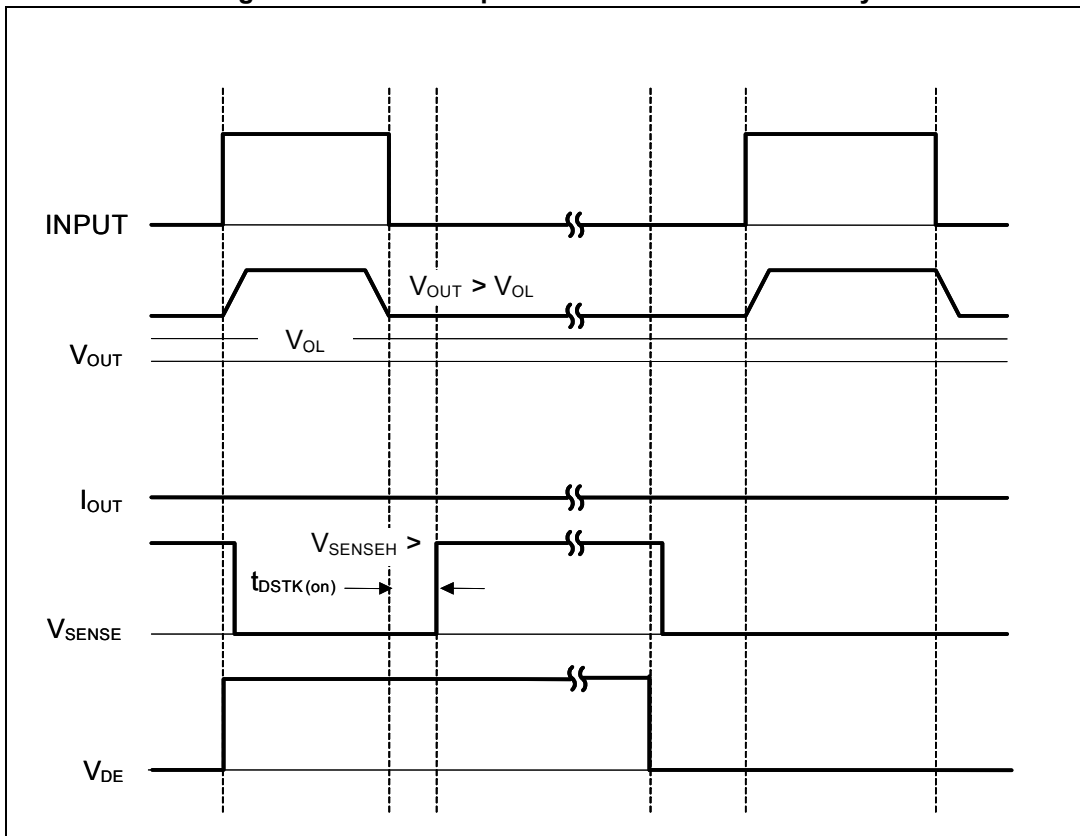 INPUT
VOUT > VOL
VOL
VOUT
IOUT
VSENSEH >
tDSTK(on)
VSENSE
VDE